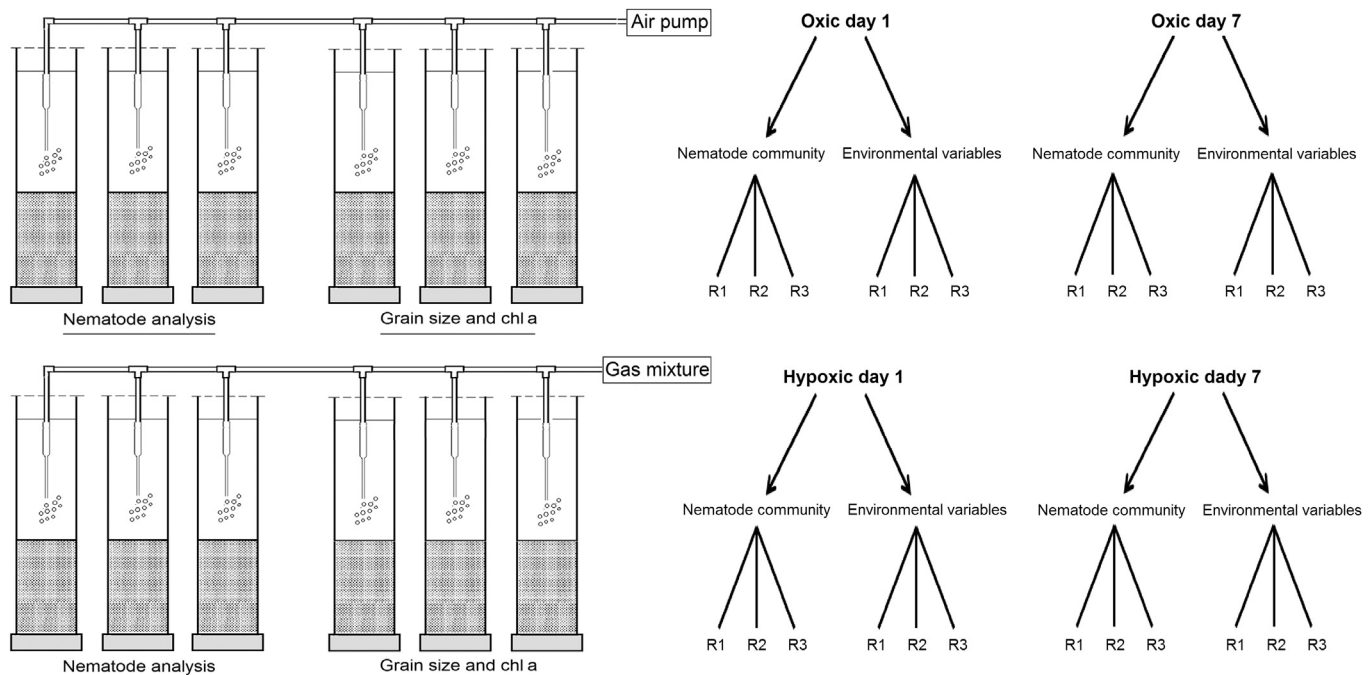 Air pump
Nematode analysis
Grain size and chl a
Oxic day 1
Oxic day 7
Nematode community
Environmental variables
Nematode community
Environmental variables
R1 R2 R3
R1 R2 R3
R1 R2 R3
R1 R2 R3
Gas mixture
Nematode analysis
Grain size and chl a
Hypoxic day 1
Hypoxic dady 7
Nematode community
Environmental variables
Nematode community
Environmental variables
R1 R2 R3
R1 R2 R3
R1 R2 R3
R1 R2 R3